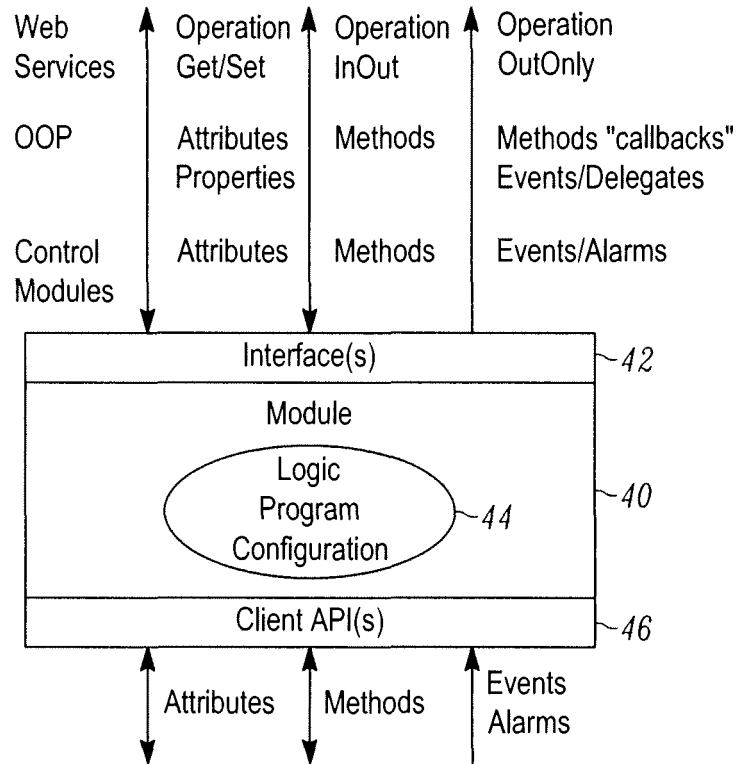 Web Services
Operation Get/Set
Operation InOut
Operation OutOnly
OOP
Attributes Properties
Methods
Methods "callbacks" Events/Delegates
Control Modules
Attributes
Methods
Events/Alarms
Interface(s)
42
Module
Logic
Program
Configuration
44
40
Client API(s)
46
Attributes
Methods
Events
Alarms